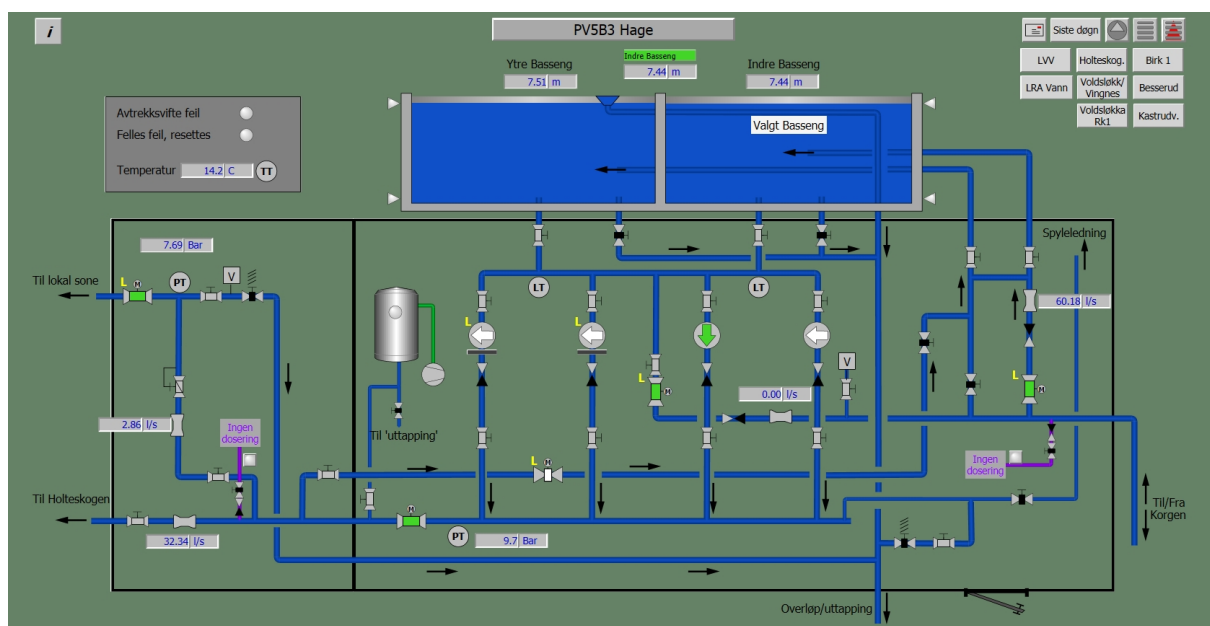 i
PV5B3 Hage
Siste døgn
LVV
Holteskog.
Birk 1
LRA Vann
Voldsløkk/
Vingnes
Besserud
Voldsløkka
Rk1
Kastrudv.
Ytre Basseng
7.51 m
Indre Basseng
7.44 m
Indre Basseng
7.44 m
Valgt Basseng
Avtrekksvifte feil
Felles feil, resettes
Temperatur 14.2 C TT
7.69 Bar
Spyleledning
Til lokal sone
L M
PT
V
LT
LT
60.18 l/s
L
L
V
L M
0.00 l/s
L M
2.86 l/s
Ingen
dosering
Til 'uttapping'
L M
Ingen
dosering
Til Holteskogen
M
Til/Fra
Korgen
32.34 l/s
PT
9.7 Bar
Overløp/uttapping